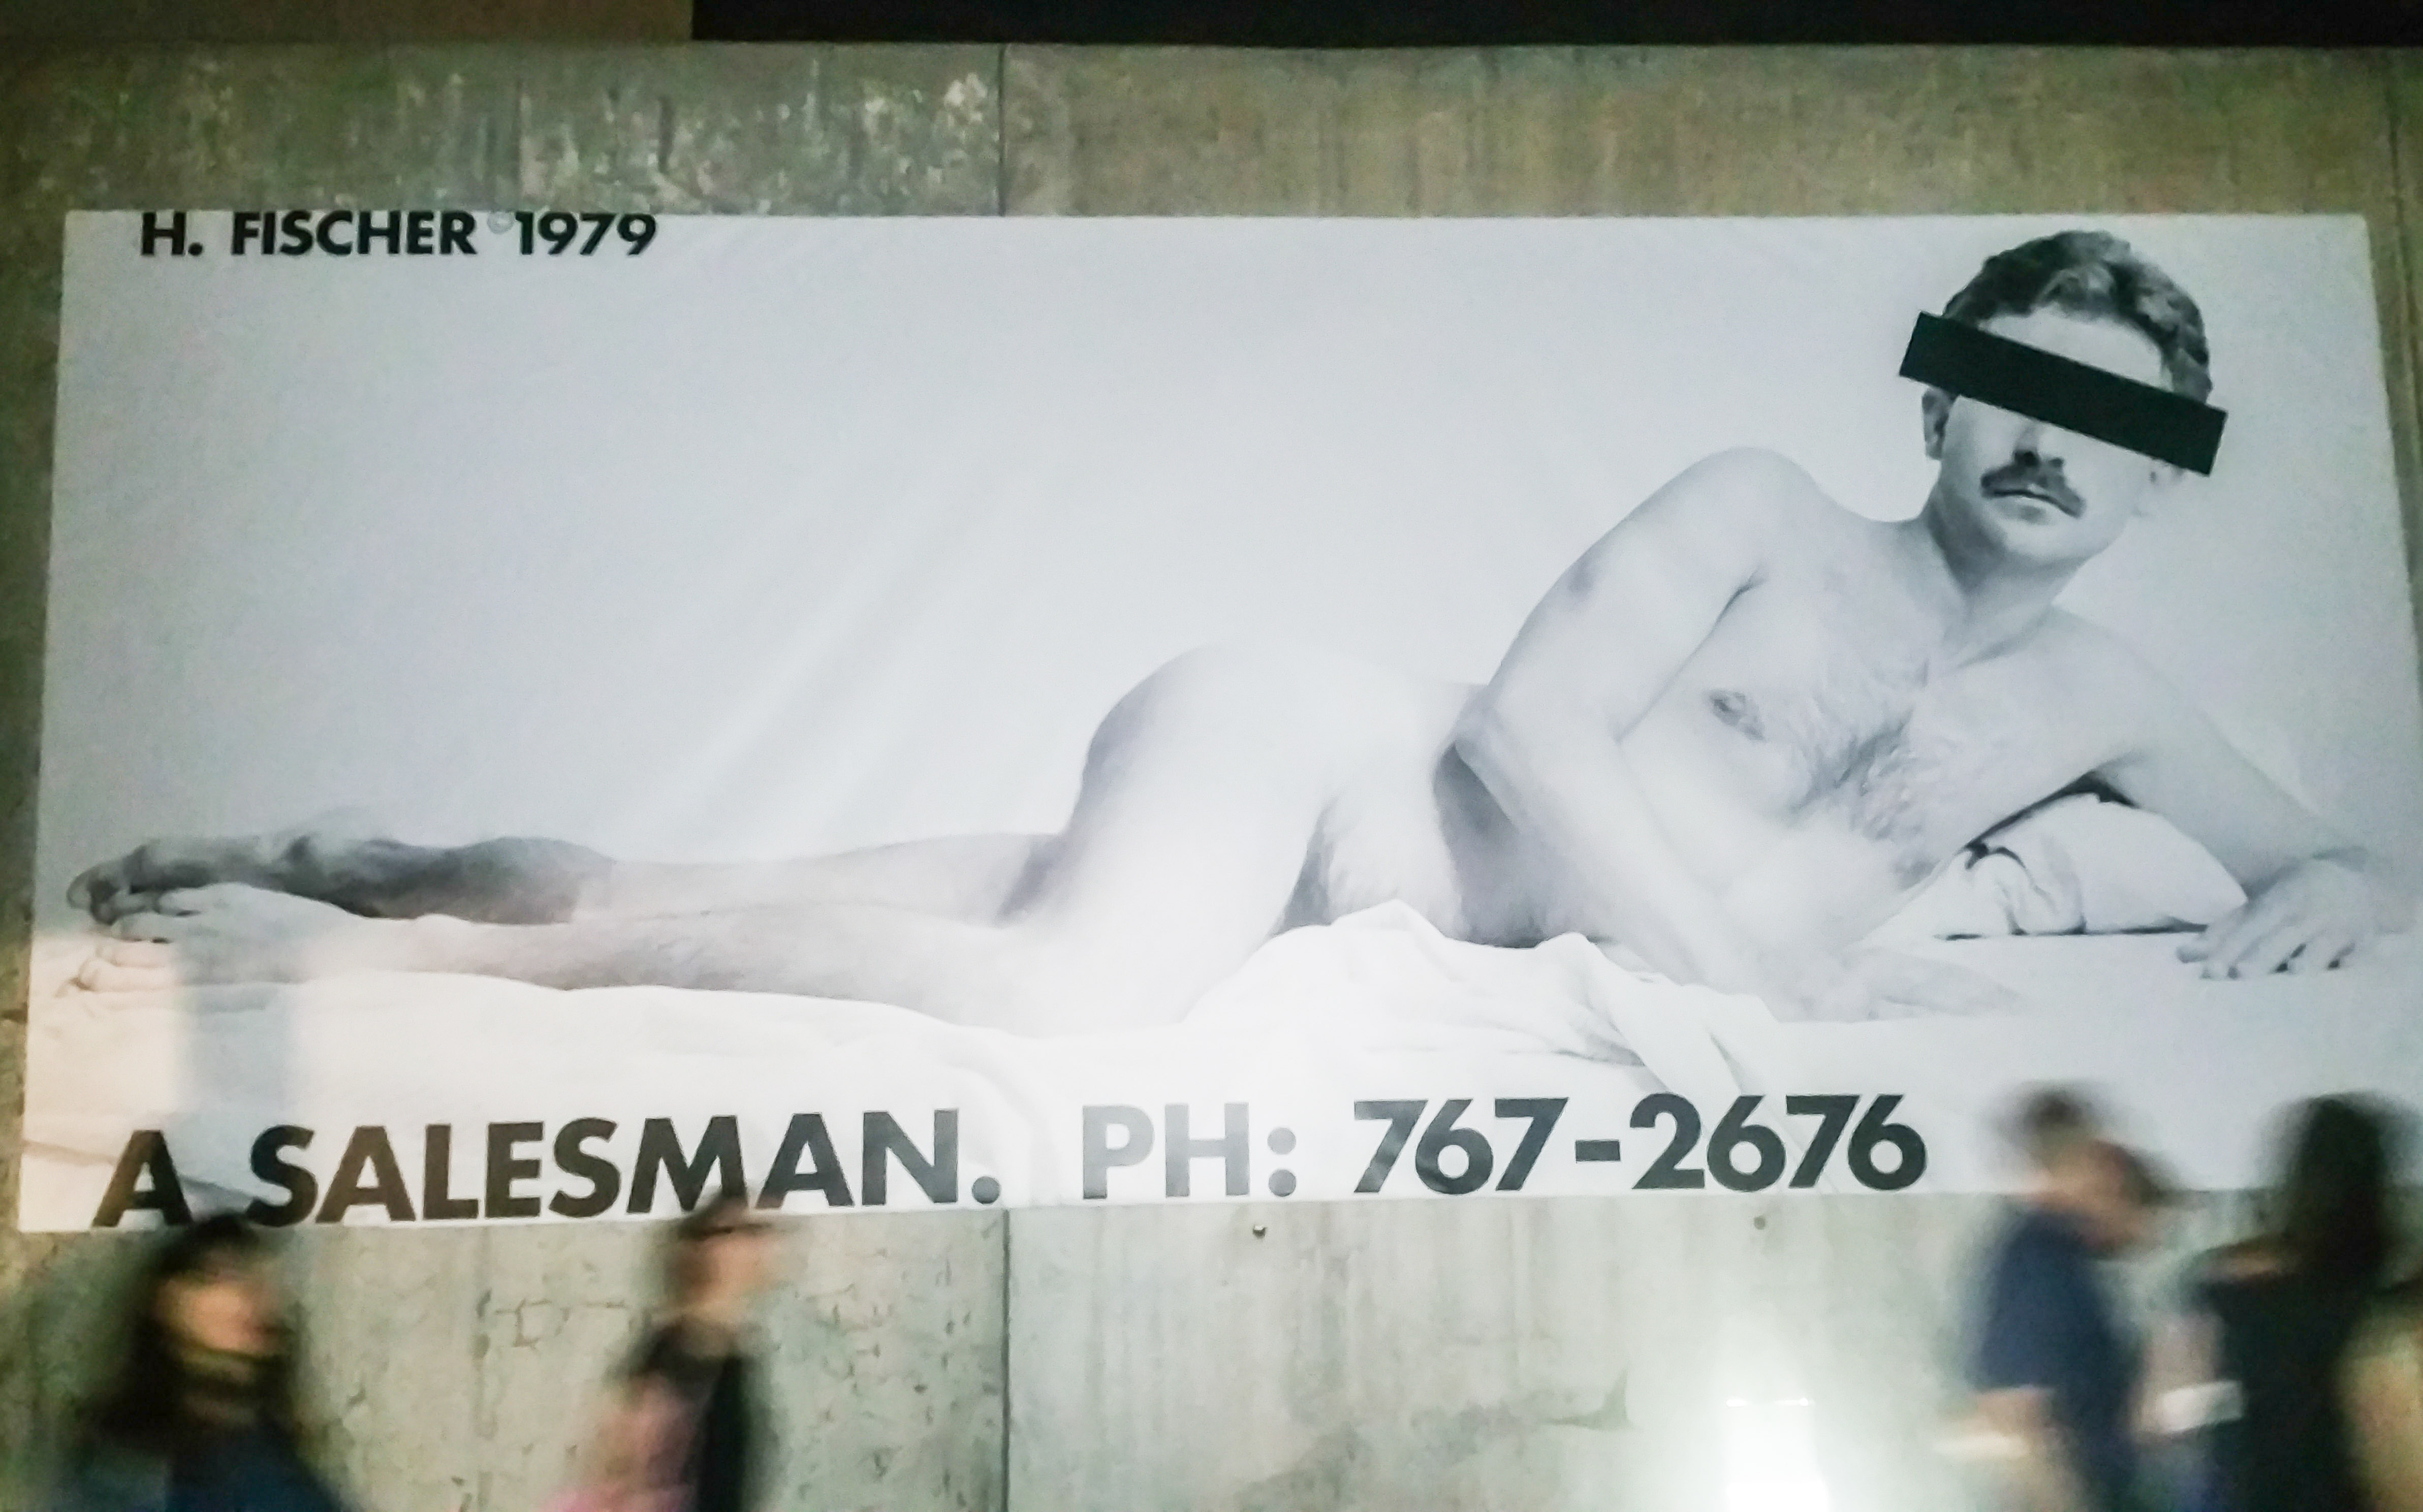 H. FISCHER © 1979
A SALESMAN. PH: 767-2676